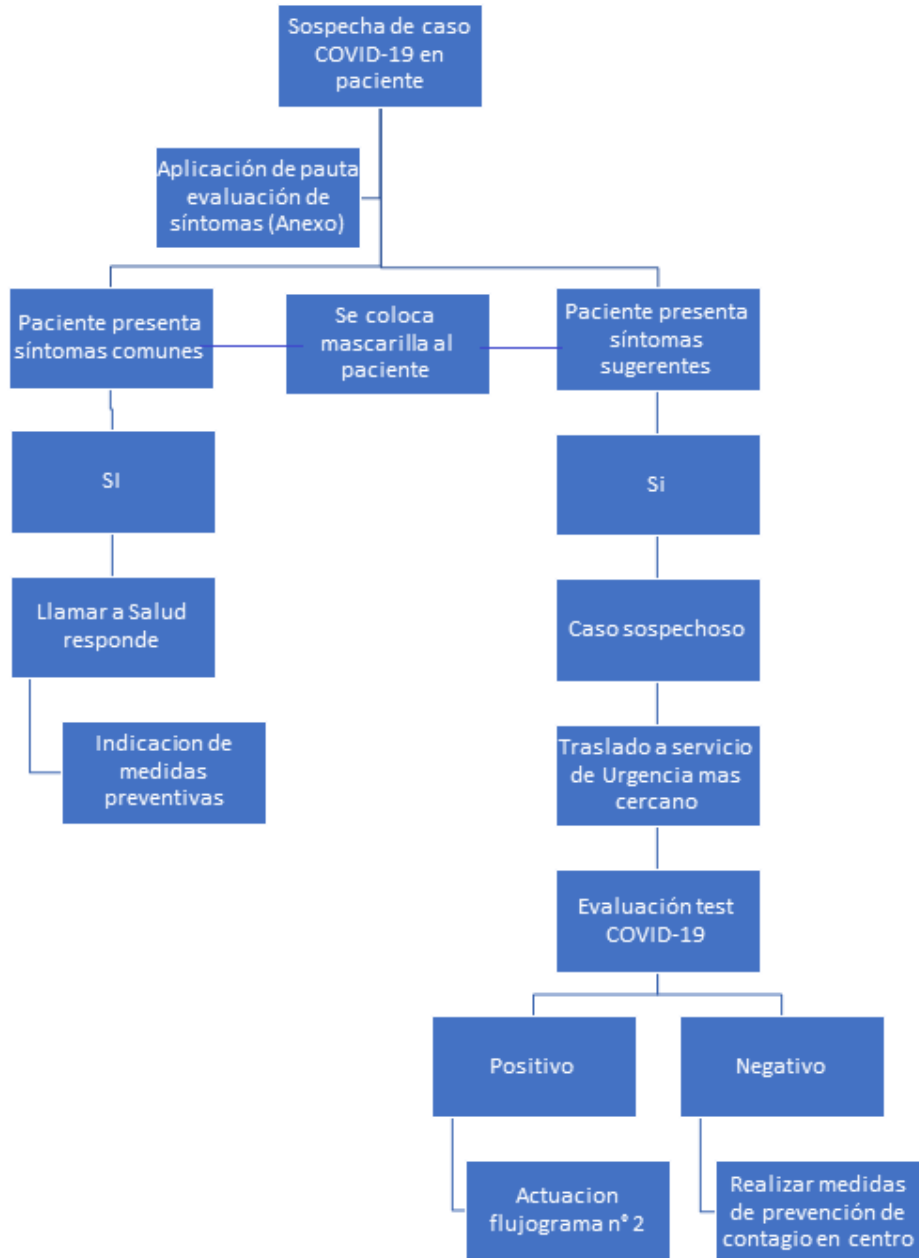 Sospecha de caso
COVID-19 en
paciente
Aplicación de pauta
evaluación de
síntomas (Anexo)
Paciente presenta
síntomas comunes
Se coloca
mascarilla al
paciente
Paciente presenta
síntomas
sugerentes
SI
Si
Llamar a Salud
responde
Caso sospechoso
Indicacion de
medidas
preventivas
Traslado a servicio
de Urgencia mas
cercano
Evaluación test
COVID-19
Positivo
Negativo
Actuacion
flujograma n° 2
Realizar medidas
de prevención de
contagio en centro